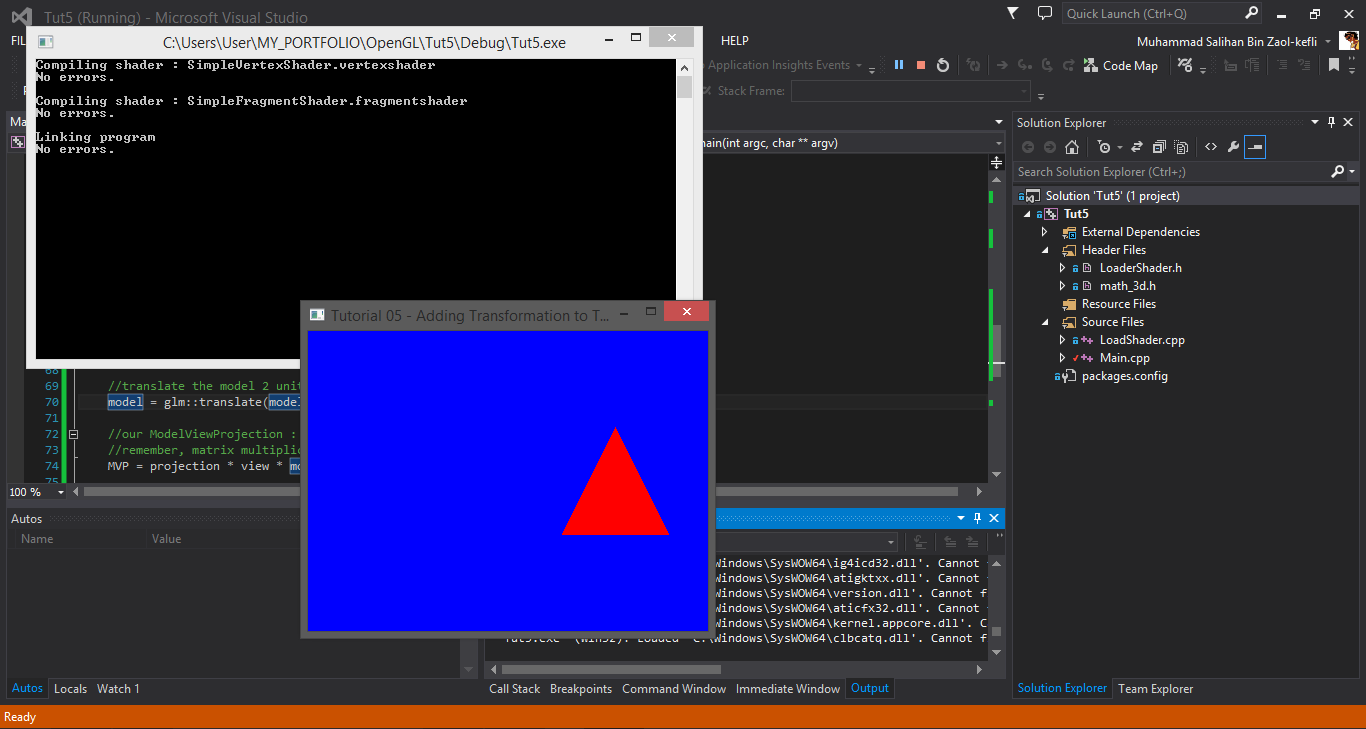 Tut5 (Running) - Microsoft Visual Studio
Quick Launch (Ctrl+Q)
C:\Users\User\MY_PORTFOLIO\OpenGL\Tut5\Debug\Tut5.exe
HELP
Muhammad Salihan Bin Zaol-kefli
Compiling shader : SimpleVertexShader.vertexshader
No errors.
Compiling shader : SimpleFragmentShader.fragmentshader
No errors.
Linking program
No errors.
Application Insights Events
Code Map
Stack Frame:
main(int argc, char ** argv)
Solution Explorer
Search Solution Explorer (Ctrl+;)
Solution 'Tut5' (1 project)
Tut5
External Dependencies
Header Files
LoaderShader.h
math_3d.h
Resource Files
Source Files
LoadShader.cpp
Main.cpp
packages.config
Tutorial 05 - Adding Transformation to T...
68
69 //translate the model 2 unit
70 model = glm::translate(model
71
72 //our ModelViewProjection :
73 //remember, matrix multiplic
74 MVP = projection * view * mo
75
100 %
Autos
Name Value
Windows\SysWOW64\ig4icd32.dll'. Cannot
Windows\SysWOW64\atigktxx.dll'. Cannot
Windows\SysWOW64\version.dll'. Cannot f
Windows\SysWOW64\aticfx32.dll'. Cannot
Windows\SysWOW64\kernel.appcore.dll'. C
'Tut5.exe' (Win32): Loaded 'C:\Windows\SysWOW64\clbcatq.dll'. Cannot f
Autos Locals Watch 1
Call Stack Breakpoints Command Window Immediate Window Output
Solution Explorer Team Explorer
Ready